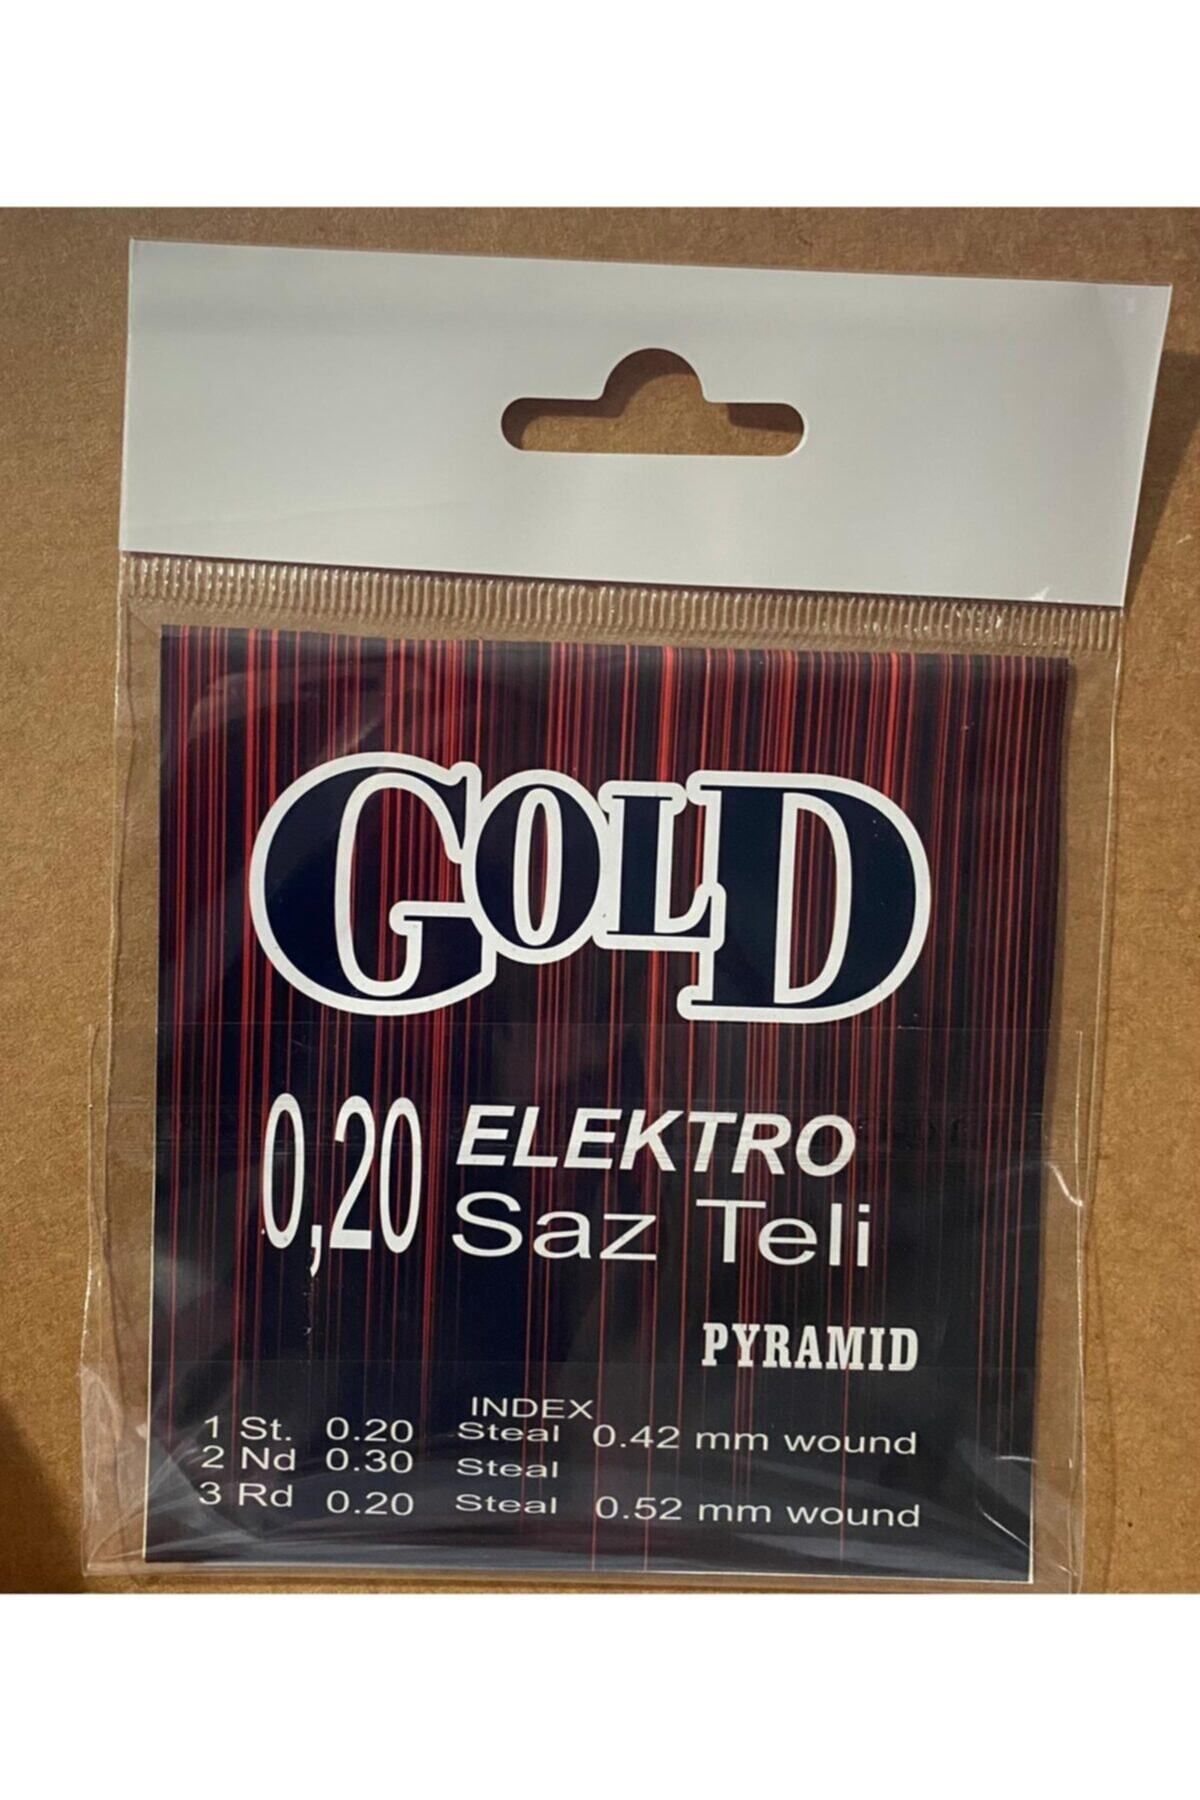 GOLD
0,20 ELEKTRO
Saz Teli
PYRAMID
INDEX
1 St. 0.20 Steal 0.42 mm wound
2 Nd 0.30 Steal
3 Rd 0.20 Steal 0.52 mm wound